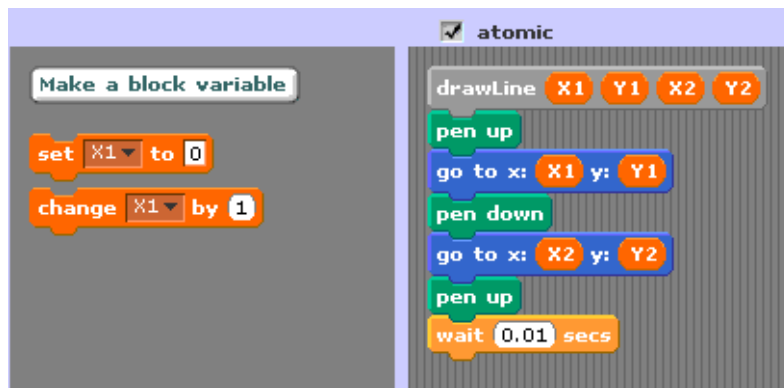 atomic
Make a block variable
set X1 to 0
change X1 by 1
drawLine X1 Y1 X2 Y2
pen up
go to x: X1 y: Y1
pen down
go to x: X2 y: Y2
pen up
wait 0.01 secs